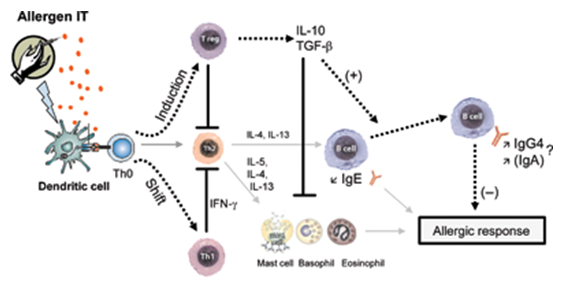 Allergen IT
T reg
IL-10
TGF-β
(+)
Induction
B cell
↗ IgG4
?
↗ (IgA)
IL-4, IL-13
Th2
B cell
Dendritic cell
Th0
IL-5,
IL-4,
IL-13
↙ IgE
(–)
Shift
IFN-γ
Allergic response
Th1
Mast cell Basophil Eosinophil